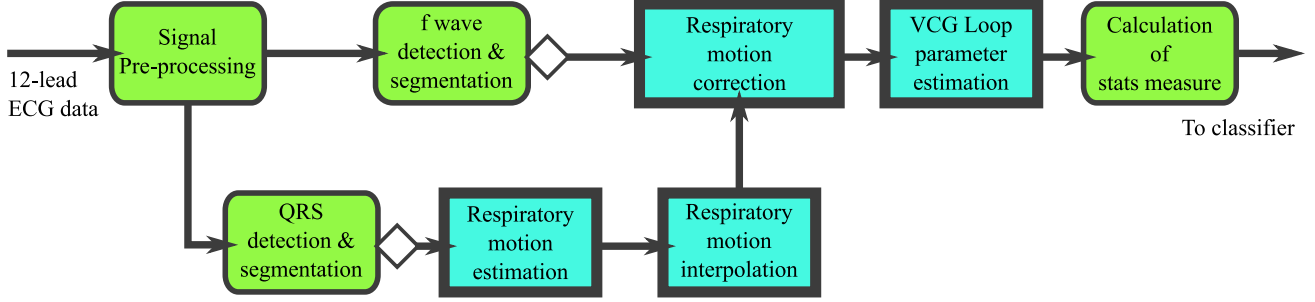 12-lead
ECG data
Signal
Pre-processing
f wave
detection &
segmentation
Respiratory
motion
correction
VCG Loop
parameter
estimation
Calculation
of
stats measure
To classifier
QRS
detection &
segmentation
Respiratory
motion
estimation
Respiratory
motion
interpolation